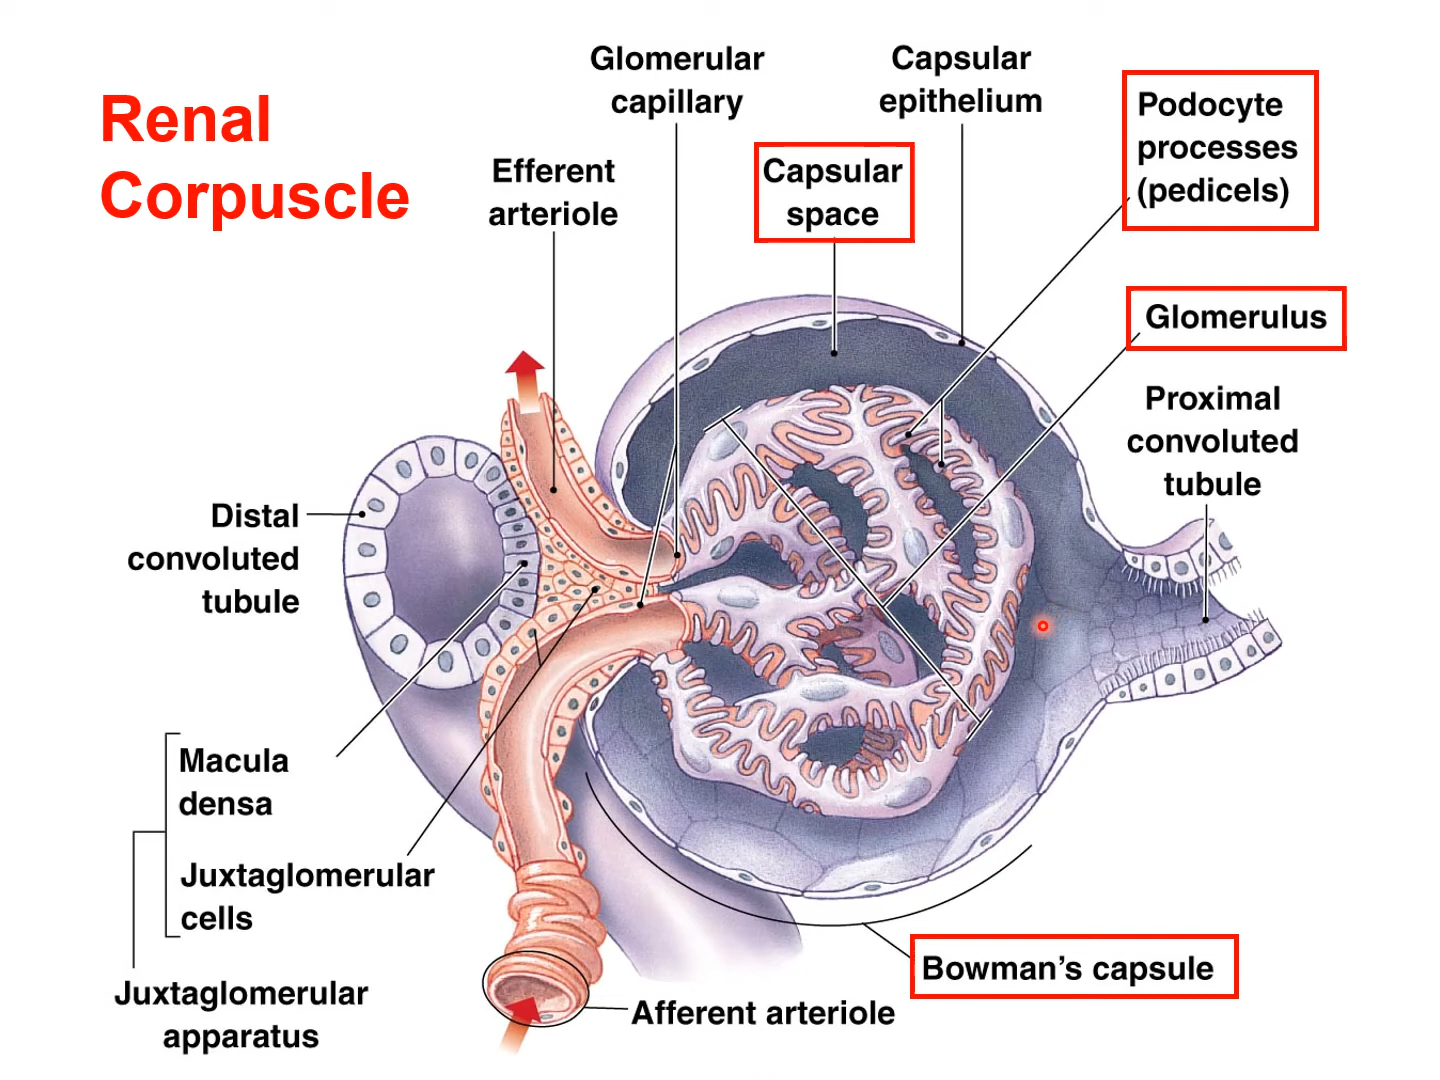 Renal
Corpuscle
Glomerular
capillary
Capsular
epithelium
Podocyte
processes
(pedicels)
Efferent
arteriole
Capsular
space
Glomerulus
Proximal
convoluted
tubule
Distal
convoluted
tubule
Macula
densa
Juxtaglomerular
cells
Juxtaglomerular
apparatus
Bowman’s capsule
Afferent arteriole